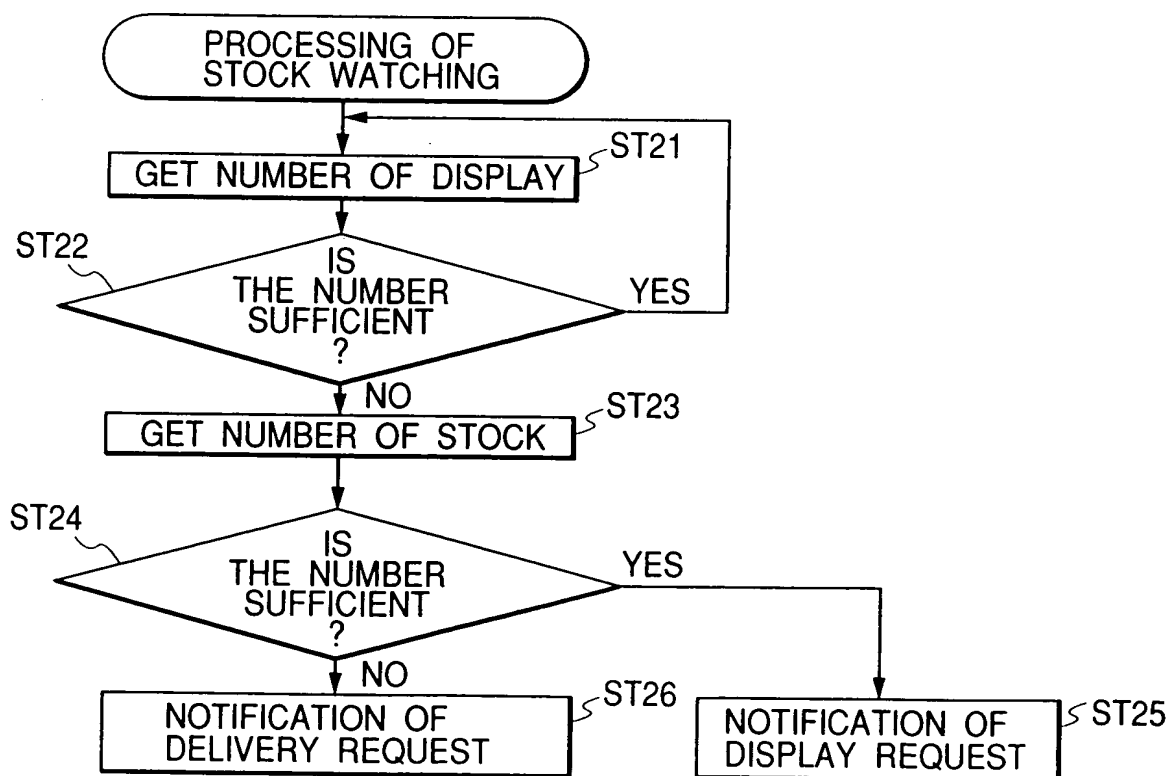 PROCESSING OF
STOCK WATCHING
ST21
GET NUMBER OF DISPLAY
ST22
IS
THE NUMBER
SUFFICIENT
?
YES
NO
ST23
GET NUMBER OF STOCK
ST24
IS
THE NUMBER
SUFFICIENT
?
YES
NO
ST26
NOTIFICATION OF
DELIVERY REQUEST
ST25
NOTIFICATION OF
DISPLAY REQUEST